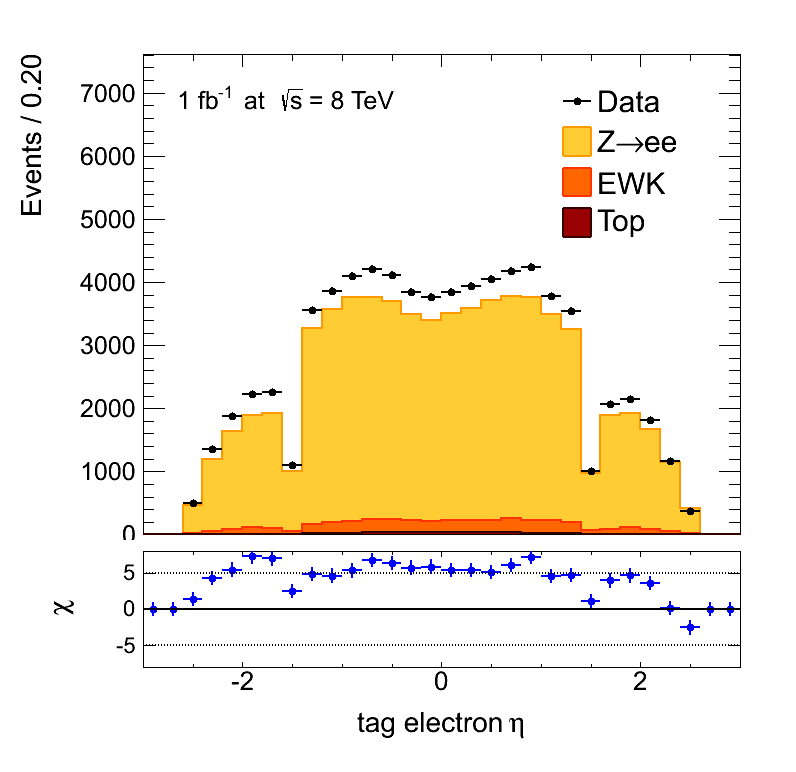 Events / 0.20
7000
6000
5000
4000
3000
2000
1000
0
1 fb⁻¹ at √s = 8 TeV
Data
Z→ee
EWK
Top
χ
5
0
-5
-2 0 2
tag electron η